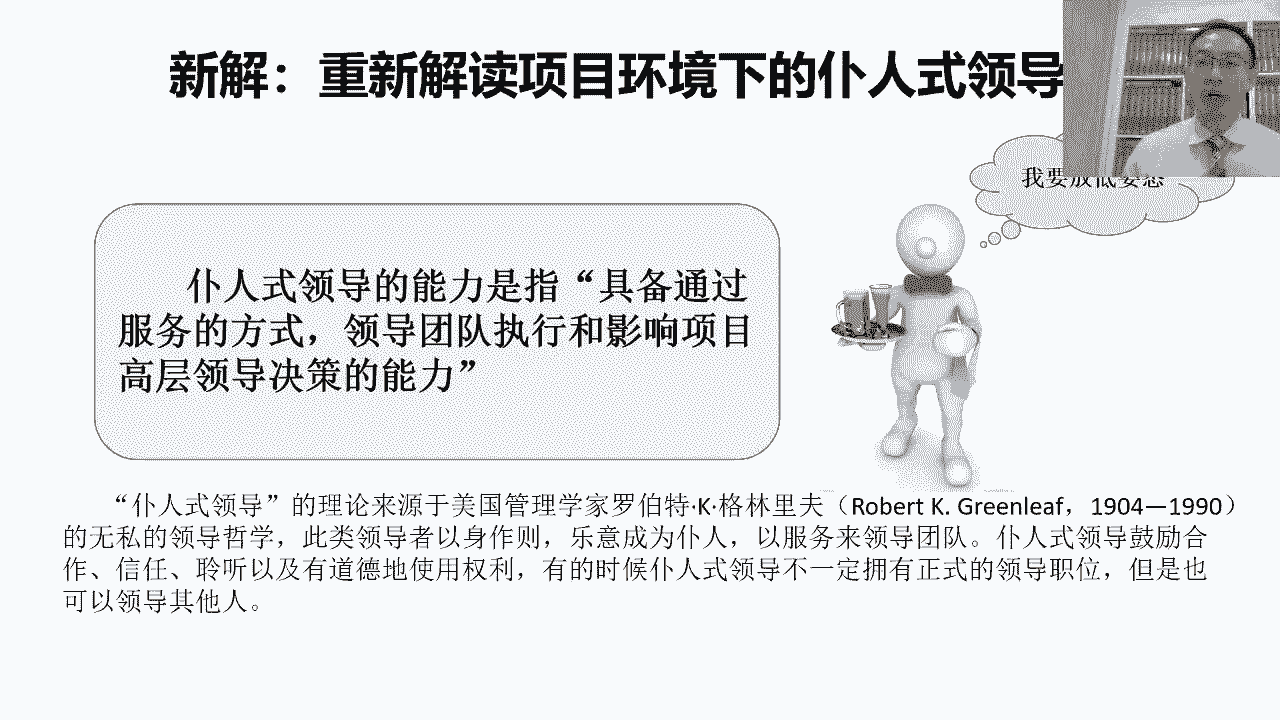 新解：重新解读项目环境下的仆人式领导
我要放低姿态
仆人式领导的能力是指“具备通过
服务的方式，领导团队执行和影响项目
高层领导决策的能力”
“仆人式领导”的理论来源于美国管理学家罗伯特·K·格林里夫（Robert K. Greenleaf，1904—1990）
的无私的领导哲学，此类领导者以身作则，乐意成为仆人，以服务来领导团队。仆人式领导鼓励合
作、信任、聆听以及有道德地使用权利，有的时候仆人式领导不一定拥有正式的领导职位，但是也
可以领导其他人。